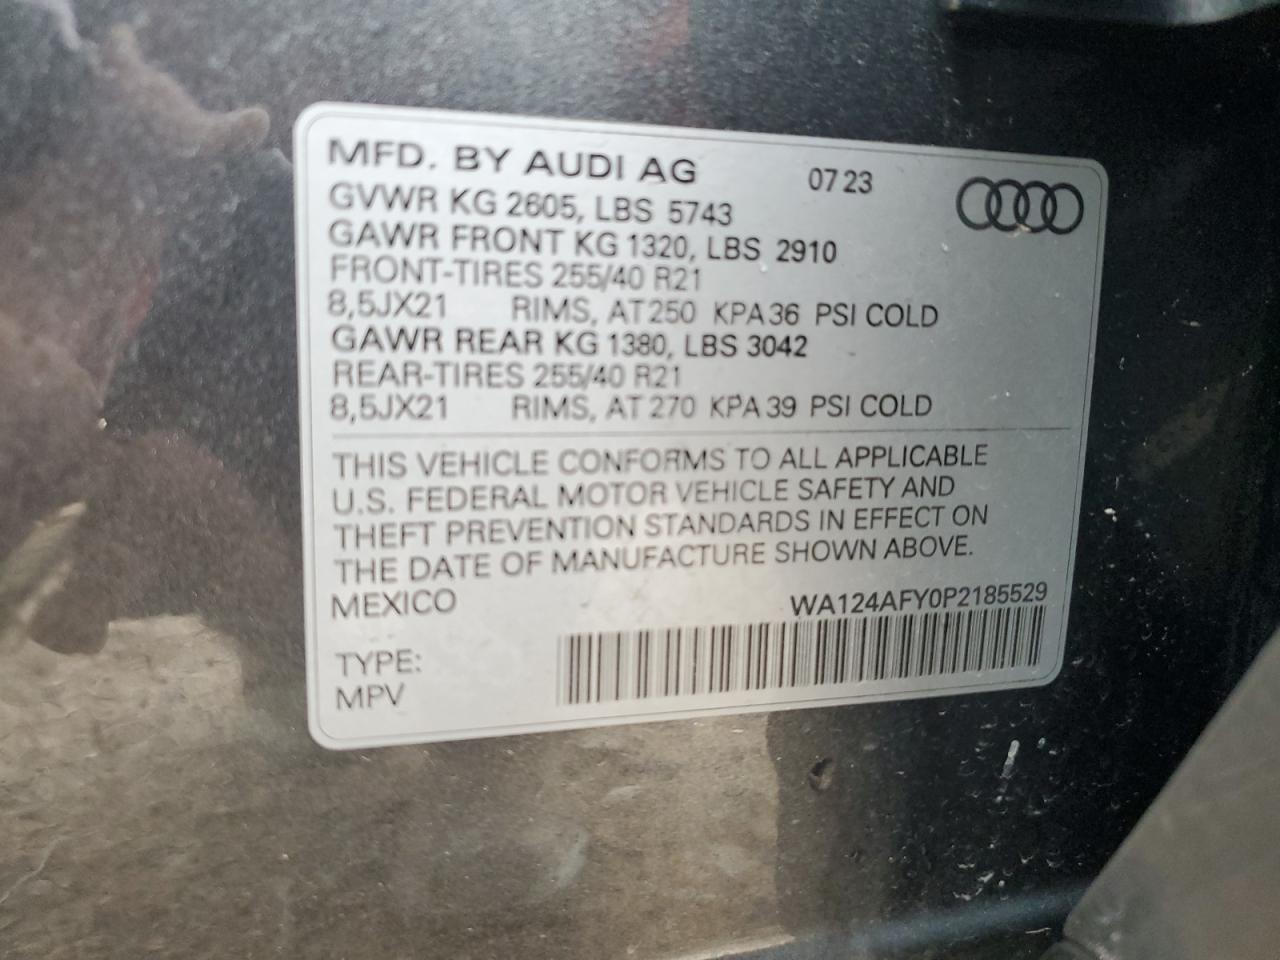 MFD. BY AUDI AG 07 23
GVWR KG 2605, LBS 5743
GAWR FRONT KG 1320, LBS 2910
FRONT-TIRES 255/40 R21
8,5JX21 RIMS, AT 250 KPA 36 PSI COLD
GAWR REAR KG 1380, LBS 3042
REAR-TIRES 255/40 R21
8,5JX21 RIMS, AT 270 KPA 39 PSI COLD
THIS VEHICLE CONFORMS TO ALL APPLICABLE
U.S. FEDERAL MOTOR VEHICLE SAFETY AND
THEFT PREVENTION STANDARDS IN EFFECT ON
THE DATE OF MANUFACTURE SHOWN ABOVE.
MEXICO WA124AFY0P2185529
TYPE:
MPV